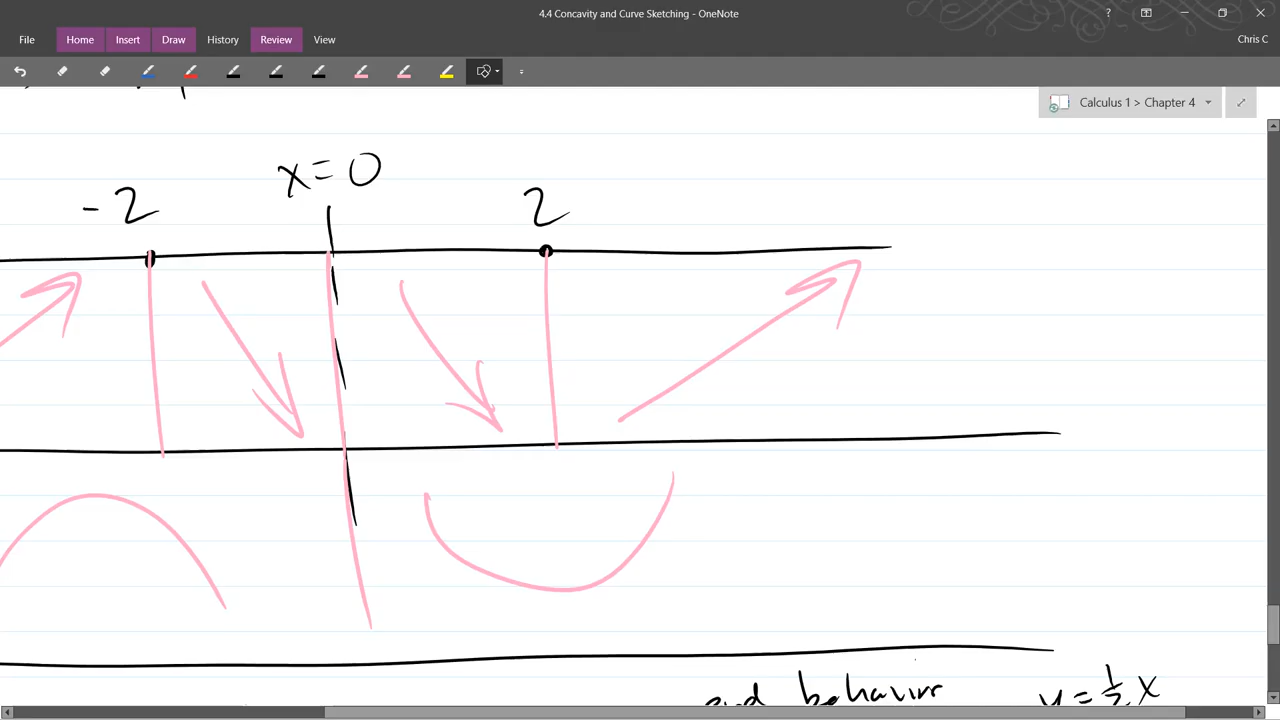 4.4 Concavity and Curve Sketching - OneNote
?
File Home Insert Draw History Review View
Chris C
Calculus 1 > Chapter 4
-2
x=0
2
end behavior
y = 1/2 x